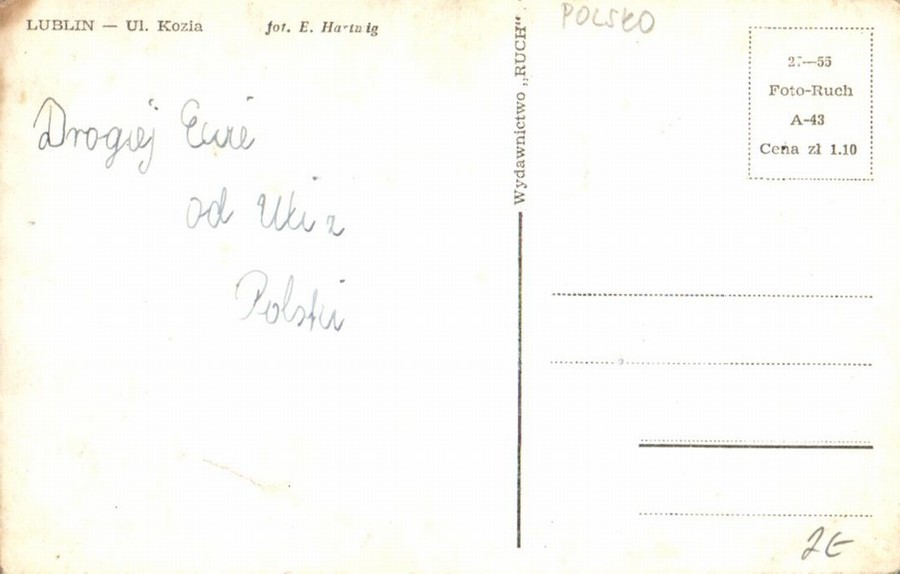 LUBLIN — Ul. Kozia fot. E. Hartwig
Drogiej Ewie
od Uli z
Polski
Wydawnictwo „RUCH"
POLSKO
Foto-Ruch
A-43
Cena zł 1.10
2E